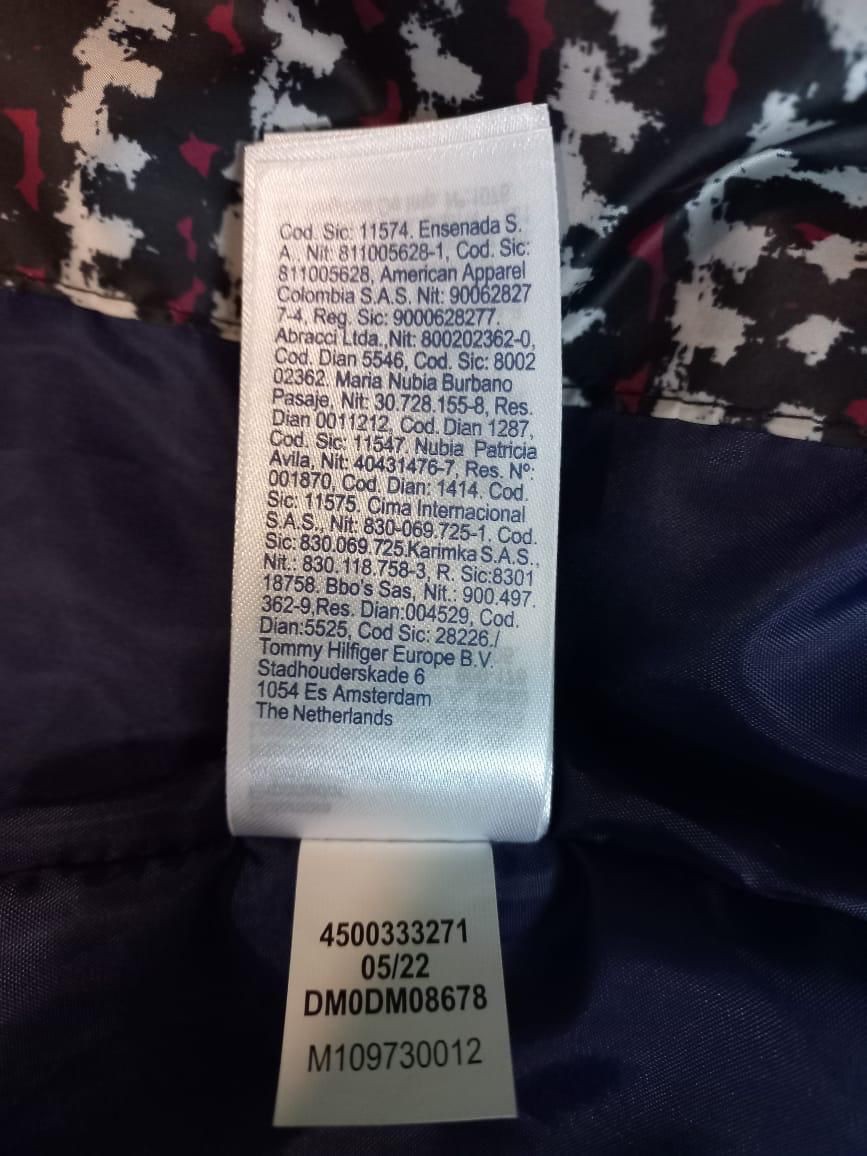 Cod. Sic: 11574. Ensenada S.
A., Nit: 811005628-1, Cod. Sic:
811005628, American Apparel
Colombia S.A.S. Nit: 90062827
7-4. Reg. Sic: 9000628277.
Abracci Ltda.,Nit: 800202362-0,
Cod. Dian 5546, Cod. Sic: 8002
02362. Maria Nubia Burbano
Pasaje, Nit: 30.728.155-8, Res.
Dian 0011212, Cod. Dian 1287,
Cod. Sic: 11547. Nubia Patricia
Avila, Nit: 40431476-7, Res. Nº:
001870, Cod. Dian: 1414. Cod.
Sic: 11575. Cima Internacional
S.A.S., Nit: 830-069.725-1. Cod.
Sic:830.069.725.Karimka S.A.S.,
Nit.: 830.118.758-3, R. Sic:8301
18758. Bbo's Sas, Nit.: 900.497.
362-9,Res. Dian:004529, Cod.
Dian:5525, Cod Sic: 28226./
Tommy Hilfiger Europe B.V.
Stadhouderskade 6
1054 Es Amsterdam
The Netherlands
4500333271
05/22
DM0DM08678
M109730012